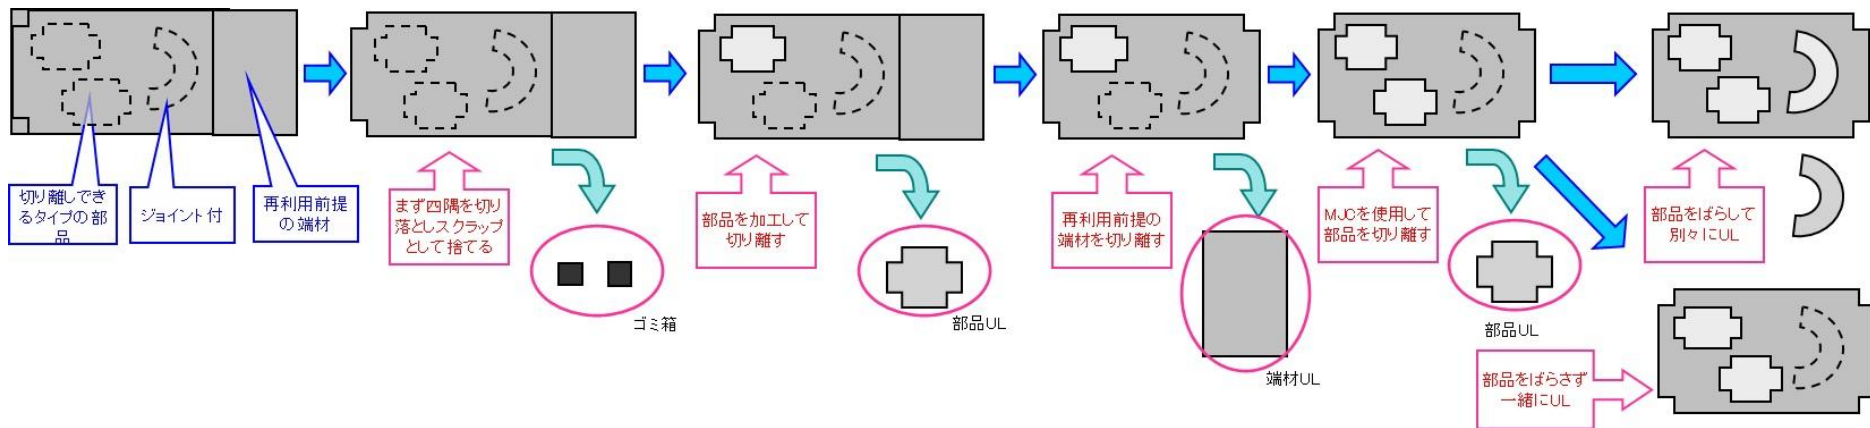 切り離しでき
るタイプの部
品
ジョイント付
再利用前提
の端材
まず四隅を切り
落としスクラップ
として捨てる
ゴミ箱
部品を加工して
切り離す
部品UL
再利用前提の
端材を切り離す
端材UL
MJCを使用して
部品を切り離す
部品UL
部品をばらして
別々にUL
部品をばらさず
一緒にUL